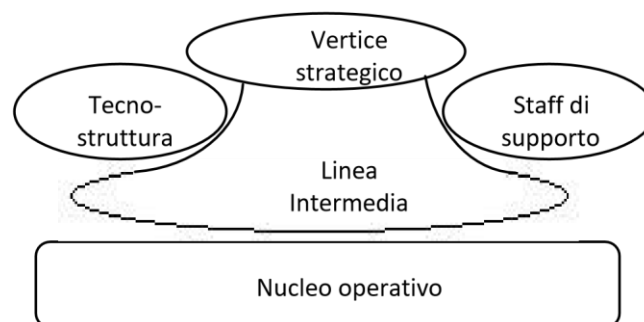 Vertice
strategico
Tecno-
struttura
Staff di
supporto
Linea
Intermedia
Nucleo operativo